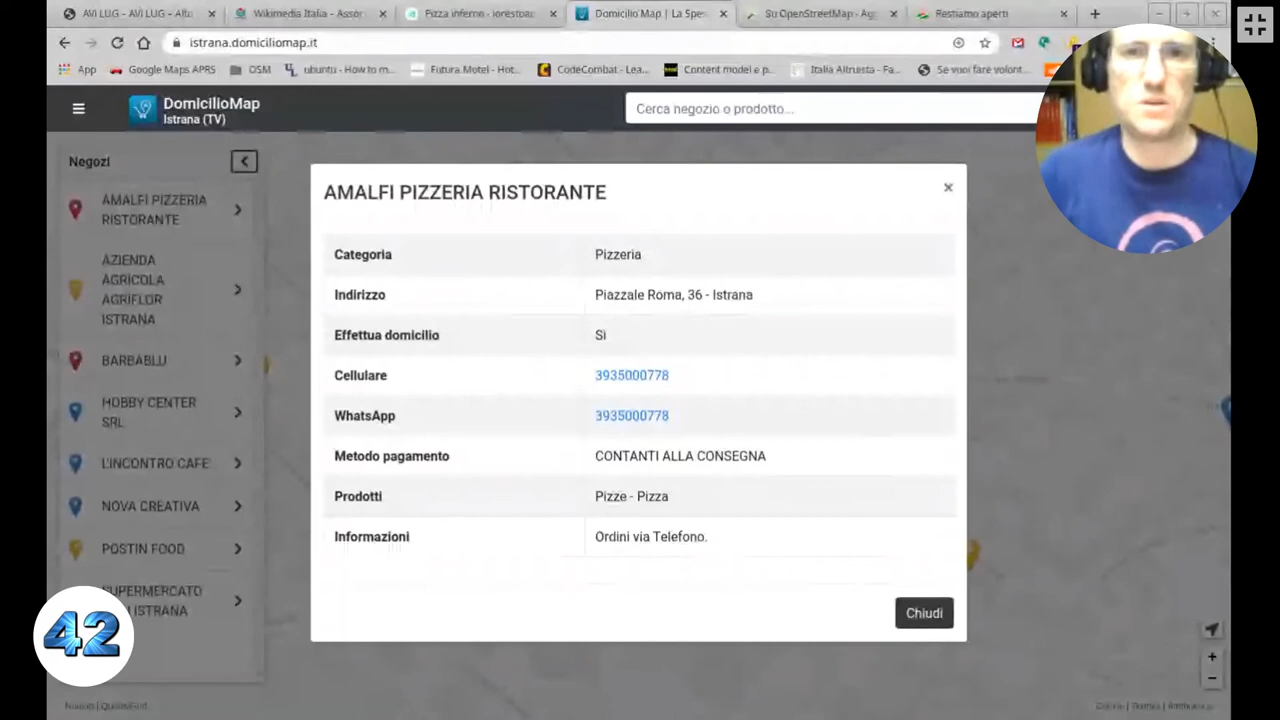 AVI LUG – AVI LUG – Alto
Wikimedia Italia – Assor
Pizza inferno - iorestoac
Domicilio Map | La Spes
Su OpenStreetMap - Agg
Restiamo aperti
istrana.domiciliomap.it
App
Google Maps APRS
OSM
ubuntu - How to m...
Futura Motel - Hot...
CodeCombat - Lea...
Content model e p...
Italia Altruista - Fa...
Se vuoi fare volont...
DomicilioMap
Istrana (TV)
Cerca negozio o prodotto...
Negozi
AMALFI PIZZERIA
RISTORANTE
AZIENDA
AGRICOLA
AGRIFLOR
ISTRANA
BARBABLU
HOBBY CENTER
SRL
L'INCONTRO CAFE'
NOVA CREATIVA
POSTIN FOOD
SUPERMERCATO
ISTRANA
AMALFI PIZZERIA RISTORANTE
×
Categoria Pizzeria
Indirizzo Piazzale Roma, 36 - Istrana
Effettua domicilio Sì
Cellulare 3935000778
WhatsApp 3935000778
Metodo pagamento CONTANTI ALLA CONSEGNA
Prodotti Pizze - Pizza
Informazioni Ordini via Telefono.
Chiudi
42
+
−